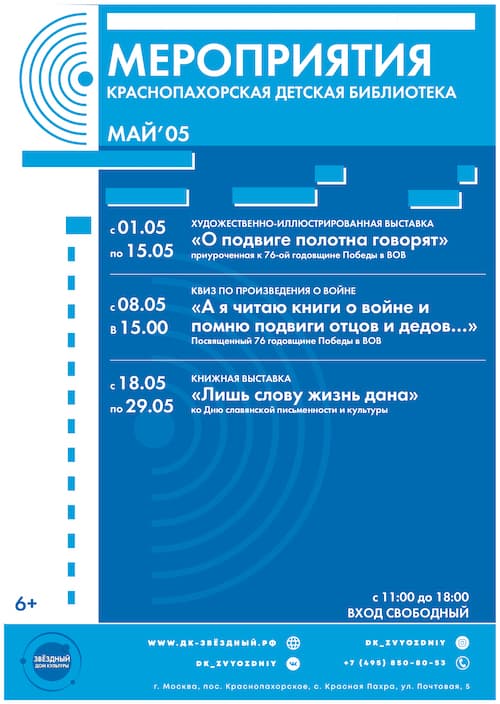 МЕРОПРИЯТИЯ
КРАСНОПАХОРСКАЯ ДЕТСКАЯ БИБЛИОТЕКА
МАЙ'05
с 01.05
по 15.05
ХУДОЖЕСТВЕННО-ИЛЛЮСТРИРОВАННАЯ ВЫСТАВКА
«О подвиге полотна говорят»
приуроченная к 76-ой годовщине Победы в ВОВ
с 08.05
в 15.00
КВИЗ ПО ПРОИЗВЕДЕНИЯ О ВОЙНЕ
«А я читаю книги о войне и
помню подвиги отцов и дедов...»
Посвященный 76 годовщине Победы в ВОВ
с 18.05
по 29.05
КНИЖНАЯ ВЫСТАВКА
«Лишь слову жизнь дана»
ко Дню славянской письменности и культуры
6+
с 11:00 до 18:00
ВХОД СВОБОДНЫЙ
ЗВЁЗДНЫЙ
ДОМ КУЛЬТУРЫ
WWW.ДК-ЗВЁЗДНЫЙ.РФ
DK_ZVYOZDNIY
DK_ZVYOZDNIY
+7 (495) 850-80-53
г. Москва, пос. Краснопахорское, с. Красная Пахра, ул. Почтовая, 5